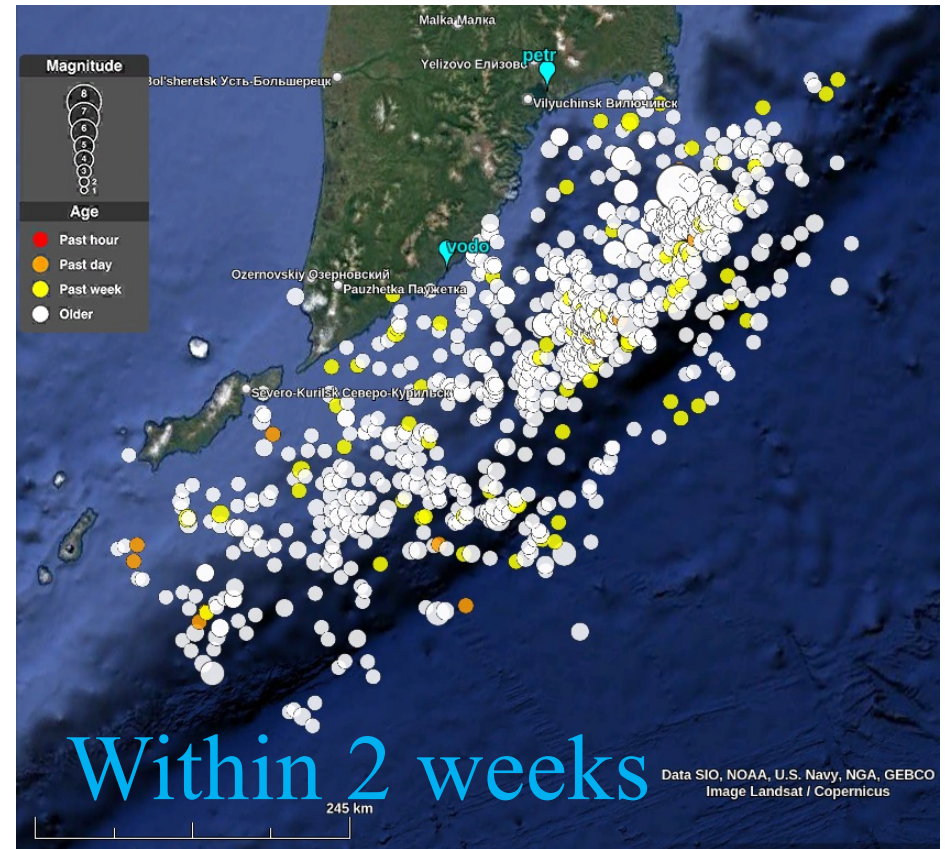 Malka Малка
petr
Yelizovo Елизово
Magnitude
Bol'sheretsk Усть-Большерецк
8
7
6
5
4
3
2
1
Vilyuchinsk Вилючинск
Age
Past hour
Past day
Past week
Older
vodo
Ozernovskiy Озерновский
Pauzhetka Паужетка
Severo-Kurilsk Северо-Курильск
Within 2 weeks
Data SIO, NOAA, U.S. Navy, NGA, GEBCO
Image Landsat / Copernicus
245 km